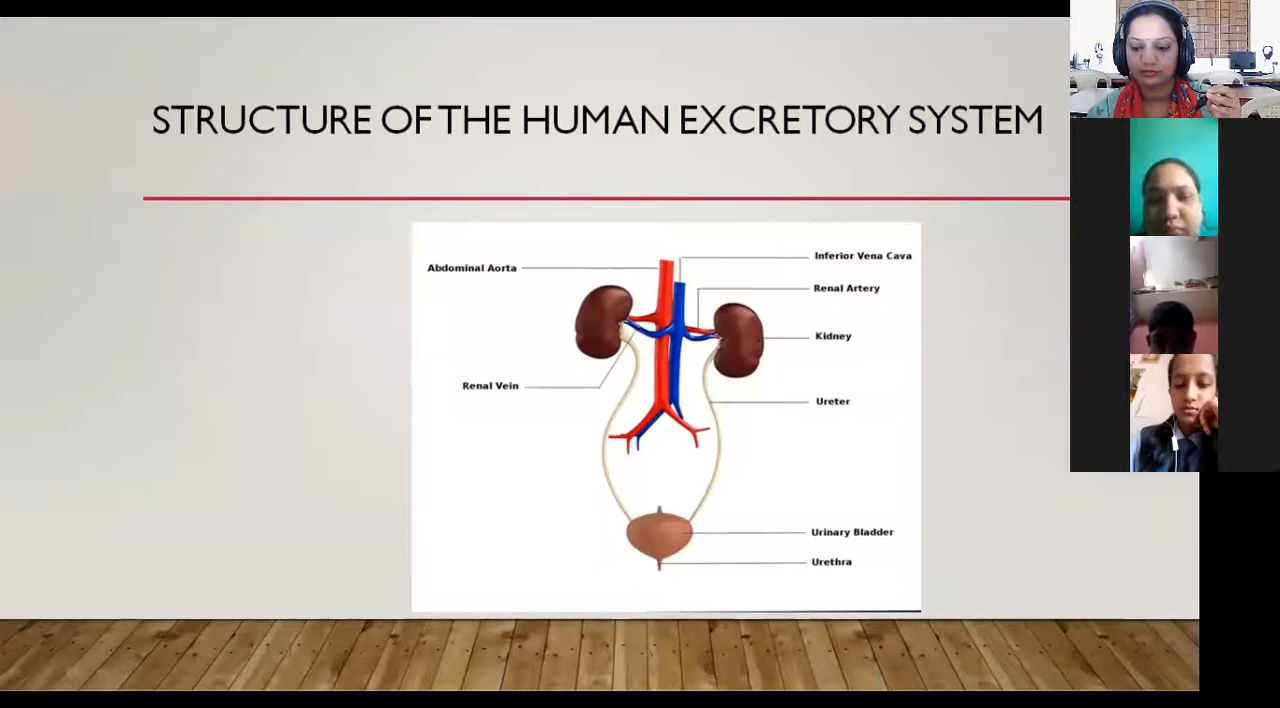 STRUCTURE OF THE HUMAN EXCRETORY SYSTEM
Abdominal Aorta
Inferior Vena Cava
Renal Artery
Kidney
Renal Vein
Ureter
Urinary Bladder
Urethra